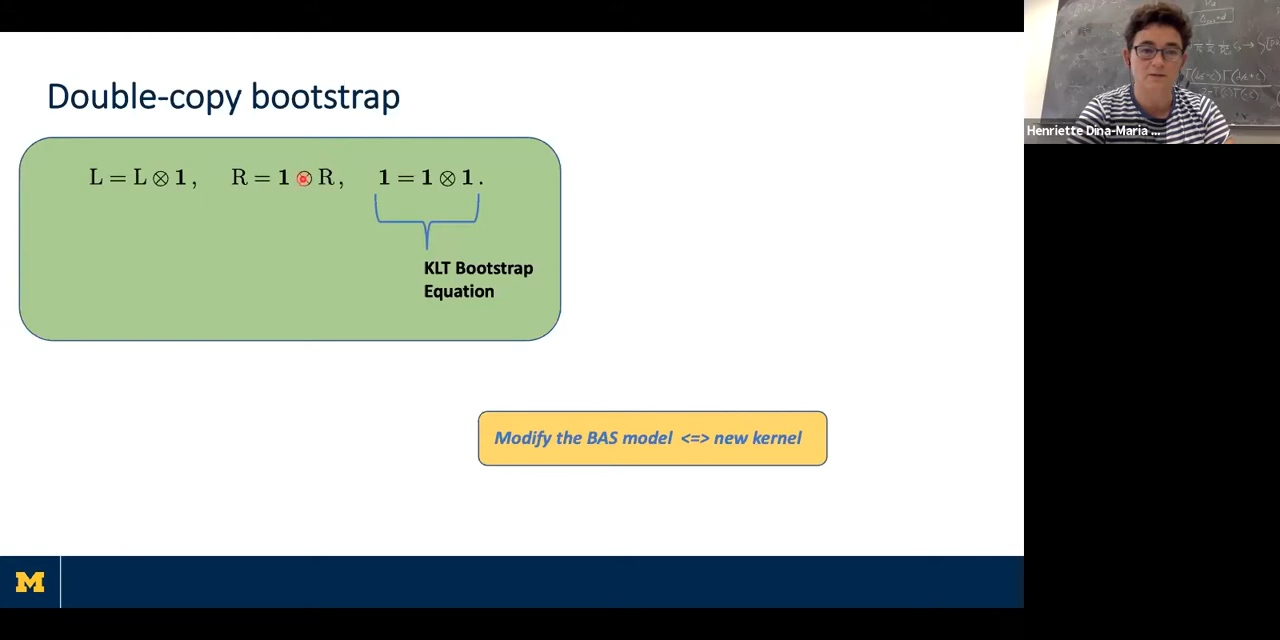 Double-copy bootstrap
L = L ⊗ 1 ,   R = 1 ⊗ R ,   1 = 1 ⊗ 1 .
KLT Bootstrap
Equation
Modify the BAS model <=> new kernel
M
Henriette Dina-Maria ...